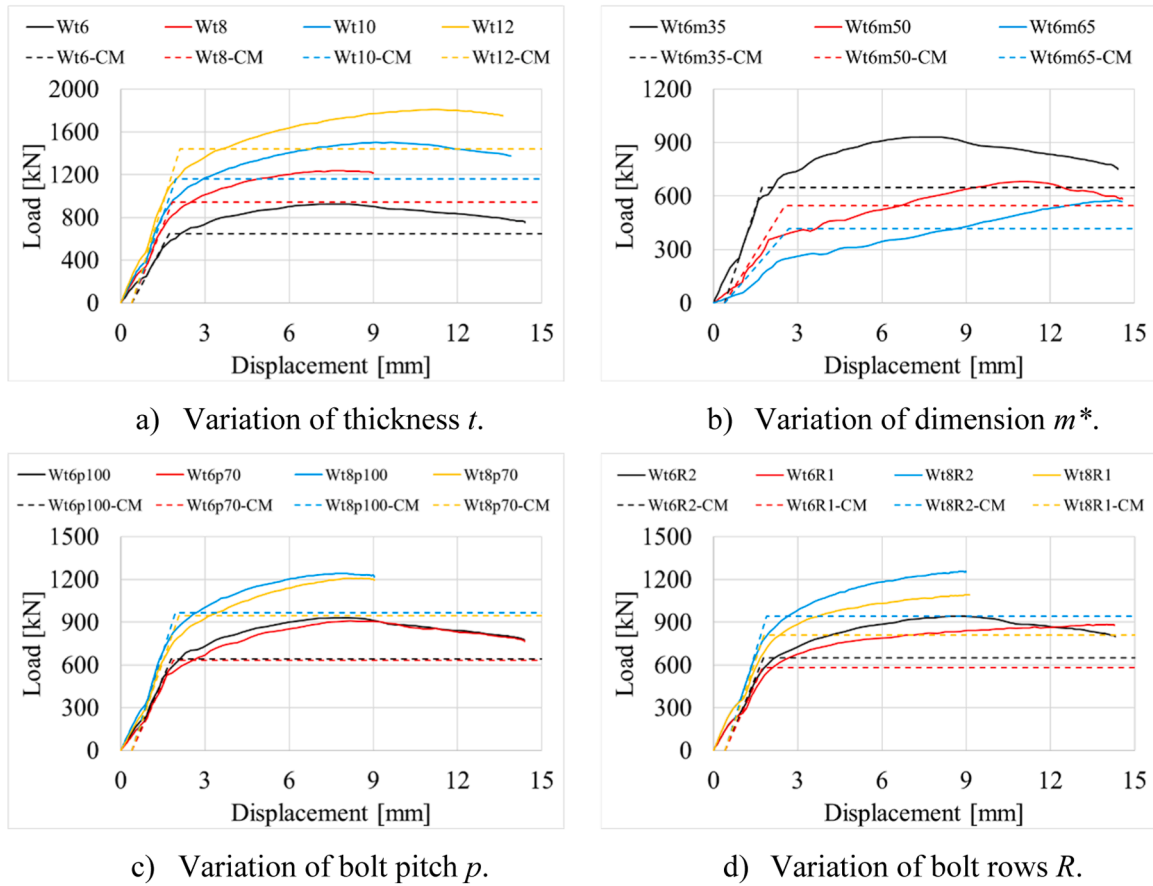 Wt6 Wt8 Wt10 Wt12
Wt6-CM Wt8-CM Wt10-CM Wt12-CM
2000
1600
1200
800
400
0
Load [kN]
0 3 6 9 12 15
Displacement [mm]
a) Variation of thickness t.
Wt6m35 Wt6m50 Wt6m65
Wt6m35-CM Wt6m50-CM Wt6m65-CM
1200
900
600
300
0
Load [kN]
0 3 6 9 12 15
Displacement [mm]
b) Variation of dimension m*.
Wt6p100 Wt6p70 Wt8p100 Wt8p70
Wt6p100-CM Wt6p70-CM Wt8p100-CM Wt8p70-CM
1500
1200
900
600
300
0
Load [kN]
0 3 6 9 12 15
Displacement [mm]
c) Variation of bolt pitch p.
Wt6R2 Wt6R1 Wt8R2 Wt8R1
Wt6R2-CM Wt6R1-CM Wt8R2-CM Wt8R1-CM
1500
1200
900
600
300
0
Load [kN]
0 3 6 9 12 15
Displacement [mm]
d) Variation of bolt rows R.